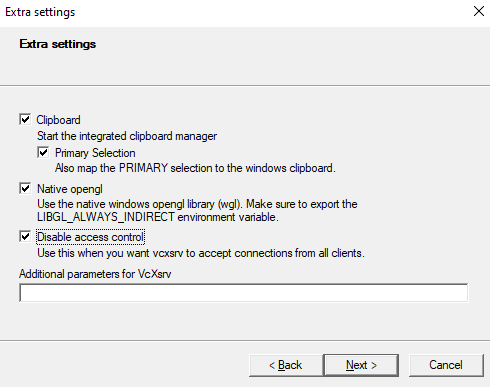 Extra settings
Extra settings
Clipboard
Start the integrated clipboard manager
Primary Selection
Also map the PRIMARY selection to the windows clipboard.
Native opengl
Use the native windows opengl library (wgl). Make sure to export the
LIBGL_ALWAYS_INDIRECT environment variable.
Disable access control
Use this when you want vcxsrv to accept connections from all clients.
Additional parameters for VcXsrv
< Back
Next >
Cancel